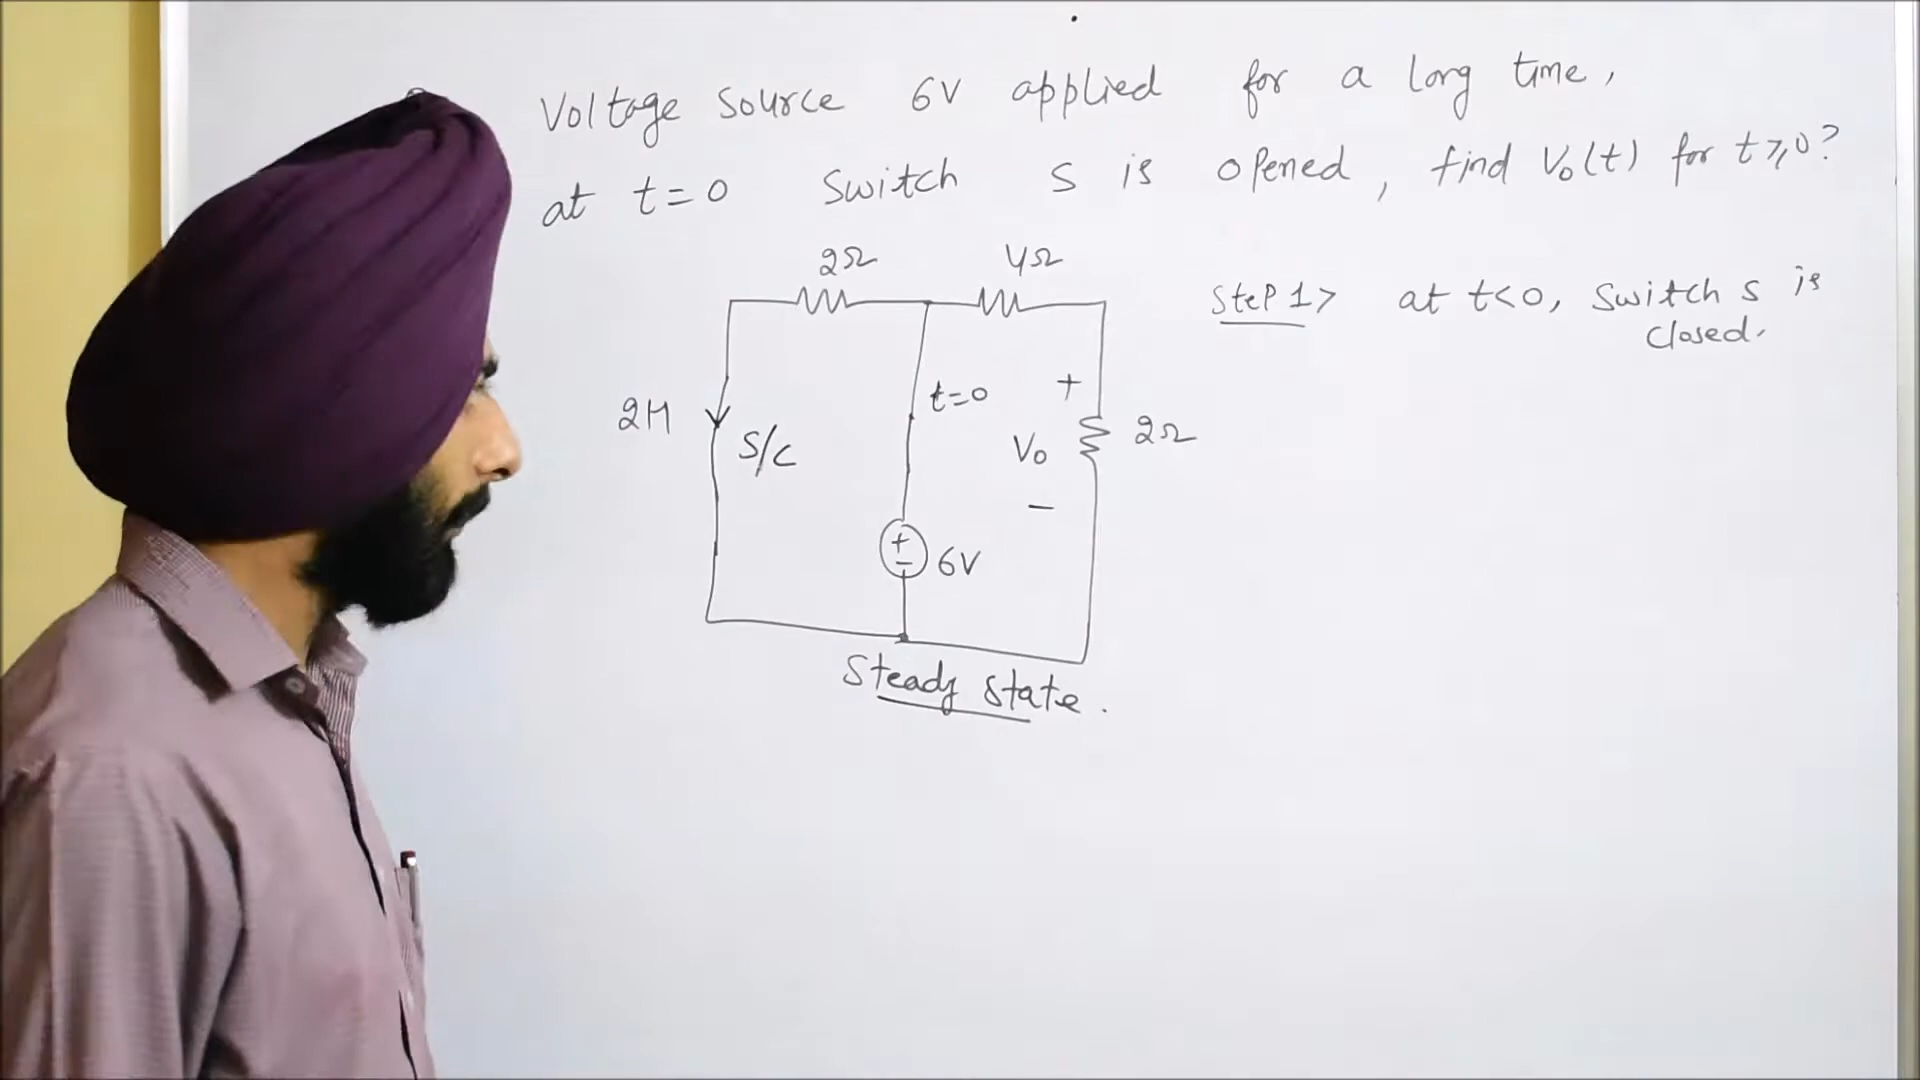 Voltage Source 6V applied for a long time,
at t=0 Switch S is opened, find V₀(t) for t⩾0?
2Ω 4Ω
Step 1> at t<0, Switch S is
closed.
2H
S/C
t=0
+
V₀
−
2Ω
+
−
6V
Steady State.